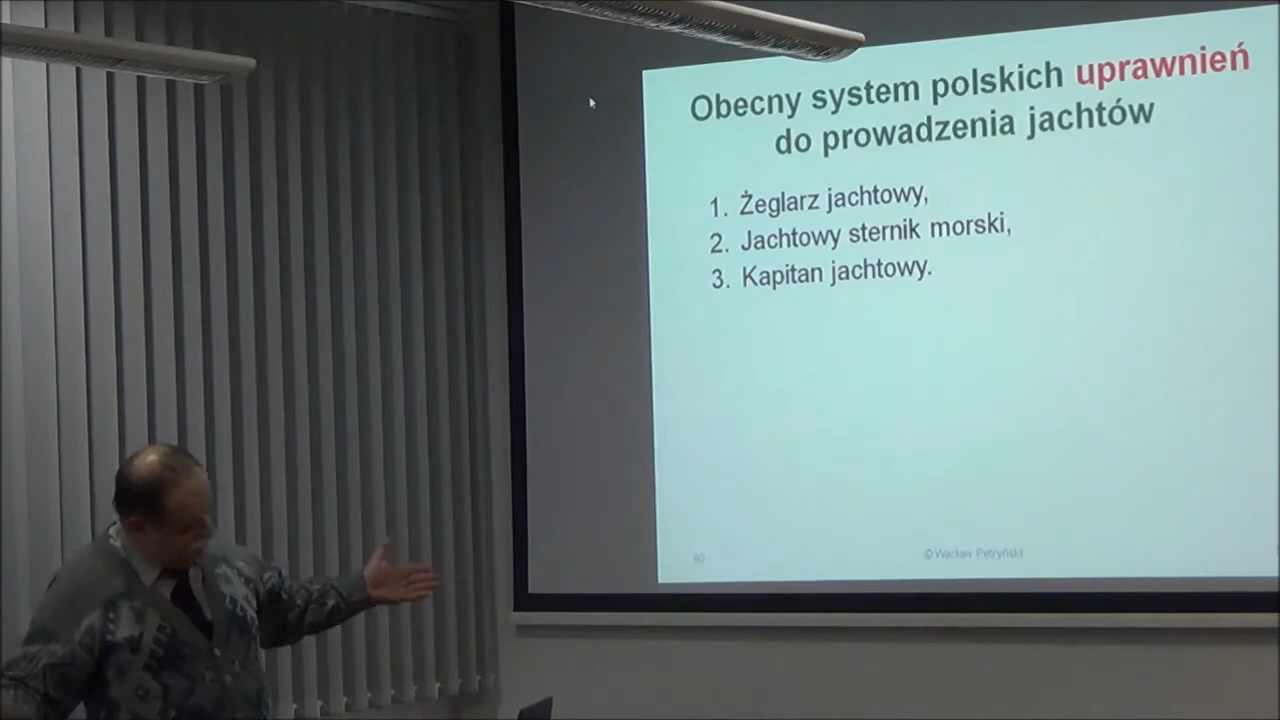 Obecny system polskich uprawnień
do prowadzenia jachtów
1. Żeglarz jachtowy,
2. Jachtowy sternik morski,
3. Kapitan jachtowy.
40
©Wacław Petryński